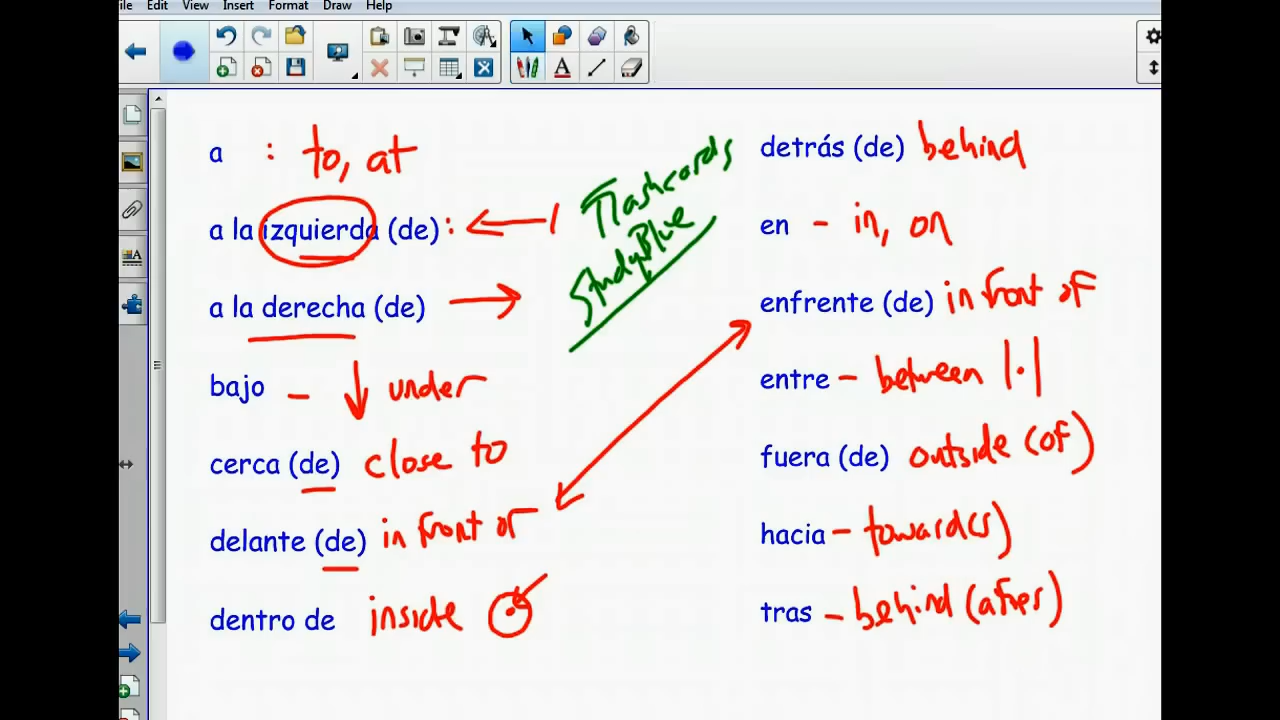 ile Edit View Insert Format Draw Help
a : to, at
a la izquierda (de) :
a la derecha (de)
bajo - under
cerca (de) close to
delante (de) in front of
dentro de inside
Flashcards
StudyBlue
detrás (de) behind
en - in, on
enfrente (de) in front of
entre - between
fuera (de) outside (of)
hacia - toward(s)
tras - behind (after)